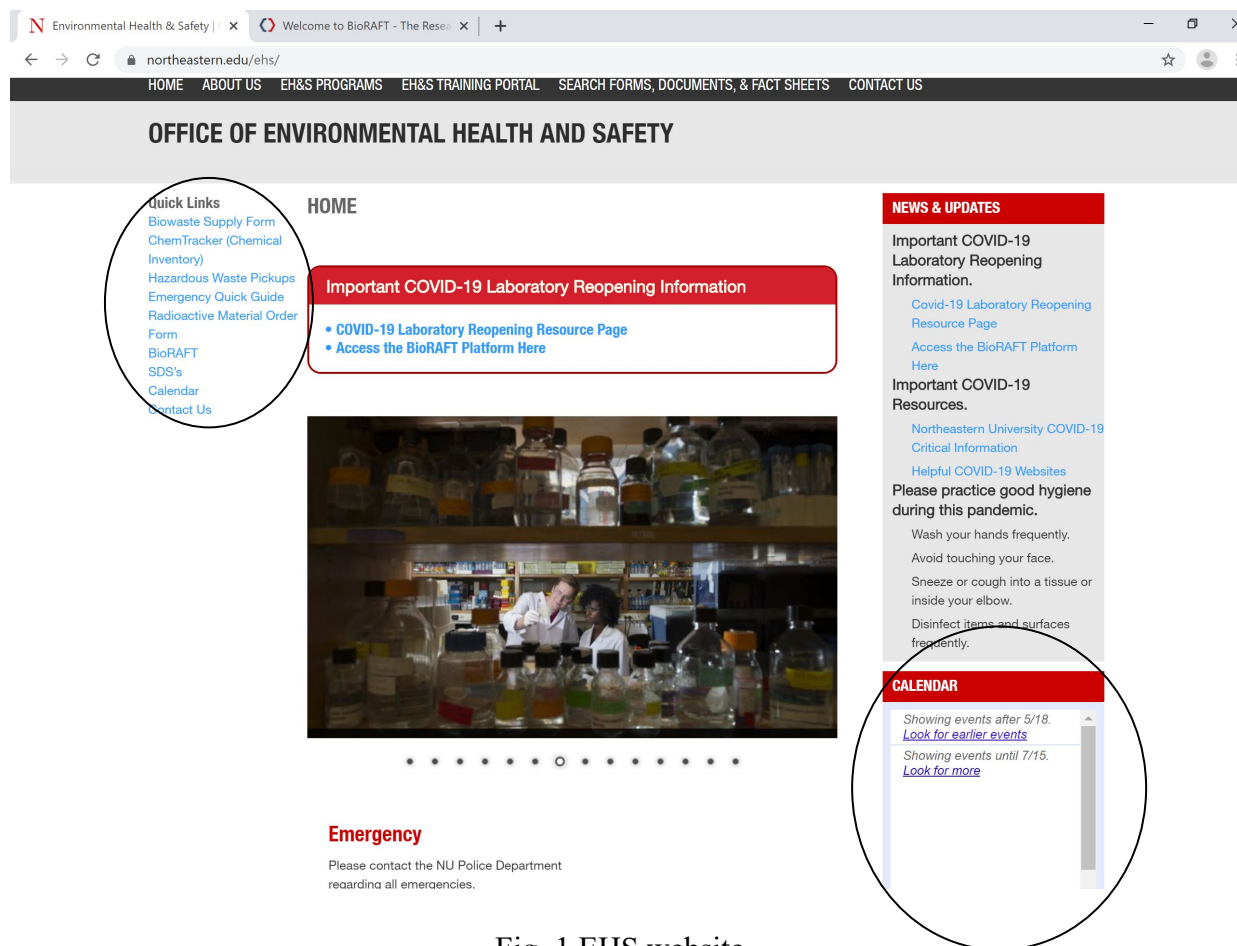 Environmental Health & Safety |
Welcome to BioRAFT - The Resea
northeastern.edu/ehs/
HOME ABOUT US EH&S PROGRAMS EH&S TRAINING PORTAL SEARCH FORMS, DOCUMENTS, & FACT SHEETS CONTACT US
OFFICE OF ENVIRONMENTAL HEALTH AND SAFETY
Quick Links
Biowaste Supply Form
ChemTracker (Chemical
Inventory)
Hazardous Waste Pickups
Emergency Quick Guide
Radioactive Material Order
Form
BioRAFT
SDS's
Calendar
Contact Us
HOME
Important COVID-19 Laboratory Reopening Information
• COVID-19 Laboratory Reopening Resource Page
• Access the BioRAFT Platform Here
Emergency
Please contact the NU Police Department
regarding all emergencies.
NEWS & UPDATES
Important COVID-19
Laboratory Reopening
Information.
Covid-19 Laboratory Reopening
Resource Page
Access the BioRAFT Platform
Here
Important COVID-19
Resources.
Northeastern University COVID-19
Critical Information
Helpful COVID-19 Websites
Please practice good hygiene
during this pandemic.
Wash your hands frequently.
Avoid touching your face.
Sneeze or cough into a tissue or
inside your elbow.
Disinfect items and surfaces
frequently.
CALENDAR
Showing events after 5/18.
Look for earlier events
Showing events until 7/15.
Look for more
Fig. 1 EHS website